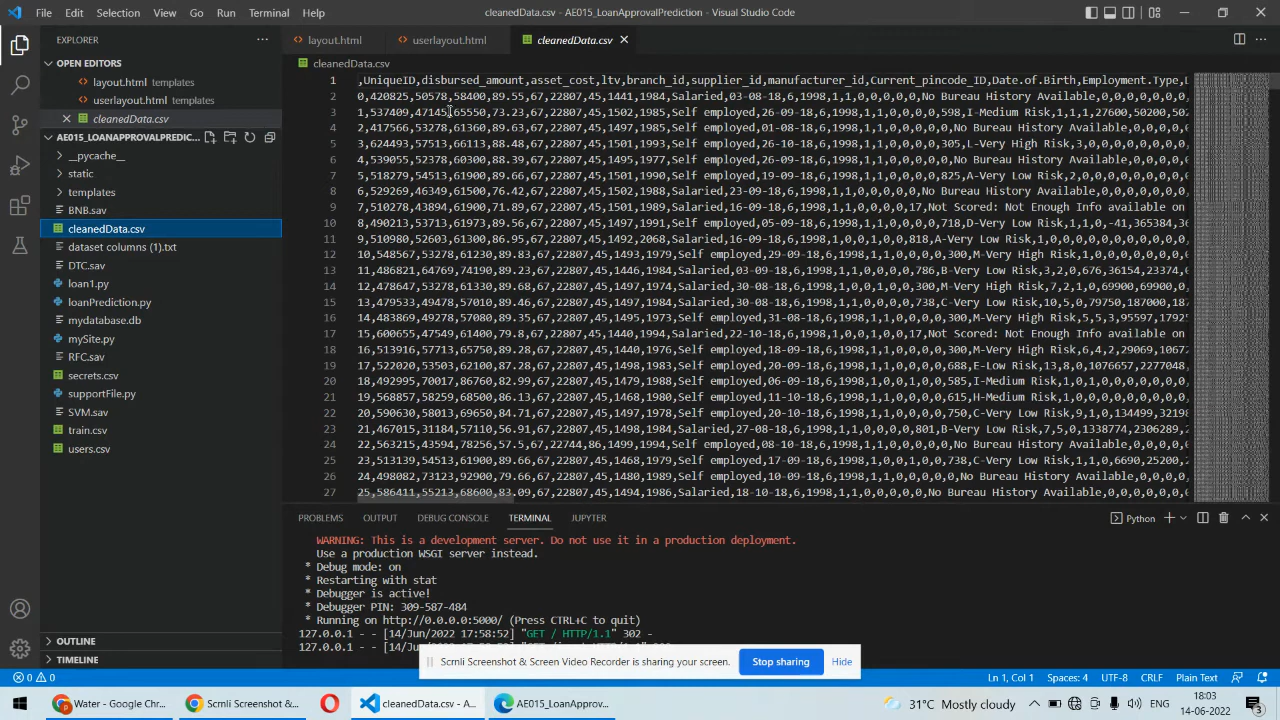 File Edit Selection View Go Run Terminal Help
cleanedData.csv - AE015_LoanApprovalPrediction - Visual Studio Code
EXPLORER
OPEN EDITORS
layout.html templates
userlayout.html templates
cleanedData.csv
AE015_LOANAPPROVALPREDIC...
__pycache__
static
templates
BNB.sav
cleanedData.csv
dataset columns (1).txt
DTC.sav
loan1.py
loanPrediction.py
mydatabase.db
mySite.py
RFC.sav
secrets.csv
supportFile.py
SVM.sav
train.csv
users.csv
OUTLINE
TIMELINE
layout.html userlayout.html cleanedData.csv
cleanedData.csv
1 ,UniqueID,disbursed_amount,asset_cost,ltv,branch_id,supplier_id,manufacturer_id,Current_pincode_ID,Date.of.Birth,Employment.Type,D
2 0,420825,50578,58400,89.55,67,22807,45,1441,1984,Salaried,03-08-18,6,1998,1,1,0,0,0,0,0,No Bureau History Available,0,0,0,0,0,0,0,
3 1,537409,47145,65550,73.23,67,22807,45,1502,1985,Self employed,26-09-18,6,1998,1,1,0,0,0,0,598,I-Medium Risk,1,1,1,27600,50200,502
4 2,417566,53278,61360,89.63,67,22807,45,1497,1985,Self employed,01-08-18,6,1998,1,1,0,0,0,0,0,No Bureau History Available,0,0,0,0,
5 3,624493,57513,66113,88.48,67,22807,45,1501,1993,Self employed,26-10-18,6,1998,1,1,0,0,0,0,305,L-Very High Risk,3,0,0,0,0,0,0,0,
6 4,539055,52378,60300,88.39,67,22807,45,1495,1977,Self employed,26-09-18,6,1998,1,1,0,0,0,0,0,No Bureau History Available,0,0,0,0,
7 5,518279,54513,61900,89.66,67,22807,45,1501,1990,Self employed,19-09-18,6,1998,1,1,0,0,0,0,825,A-Very Low Risk,2,0,0,0,0,0,0,0,
8 6,529269,46349,61500,76.42,67,22807,45,1502,1988,Salaried,23-09-18,6,1998,1,1,0,0,0,0,0,No Bureau History Available,0,0,0,0,0,0,0,
9 7,510278,43894,61900,71.89,67,22807,45,1501,1989,Salaried,16-09-18,6,1998,1,1,0,0,0,0,17,Not Scored: Not Enough Info available on
10 8,490213,53713,61973,89.56,67,22807,45,1497,1991,Self employed,05-09-18,6,1998,1,1,0,0,0,0,718,D-Very Low Risk,1,1,0,-41,365384,36
11 9,510980,52603,61300,86.95,67,22807,45,1492,2068,Salaried,16-09-18,6,1998,1,0,0,0,0,0,818,A-Very Low Risk,1,0,0,0,0,0,0,0,
12 10,548567,53278,61230,89.83,67,22807,45,1493,1979,Self employed,29-09-18,6,1998,1,1,0,0,0,0,300,M-Very High Risk,
13 11,486821,64769,74190,89.23,67,22807,45,1446,1984,Salaried,03-09-18,6,1998,1,1,0,0,0,0,786,B-Very Low Risk,3,2,0,676,36154,23374,
14 12,478647,53278,61330,89.68,67,22807,45,1497,1974,Salaried,30-08-18,6,1998,1,1,0,0,0,0,300,M-Very High Risk,7,2,1,0,69900,69900,
15 13,479533,49478,57010,89.46,67,22807,45,1497,1986,Salaried,30-08-18,6,1998,1,1,0,0,0,0,738,C-Very Low Risk,10,5,0,79750,187000,187
16 14,483869,49278,57080,89.35,67,22807,45,1495,1973,Self employed,31-08-18,6,1998,1,1,0,0,0,0,300,M-Very High Risk,5,5,3,95597,17925
17 15,600655,47549,61400,79.8,67,22807,45,1440,1994,Salaried,22-10-18,6,1998,1,0,0,1,0,0,17,Not Scored: Not Enough Info available on
18 16,513916,57713,65750,89.28,67,22807,45,1440,1976,Self employed,18-09-18,6,1998,1,1,0,0,0,0,300,M-Very High Risk,6,4,2,29069,10672
19 17,522020,53503,62100,87.28,67,22807,45,1479,1983,Self employed,20-09-18,6,1998,1,1,0,0,0,0,688,E-Low Risk,13,8,0,1076657,2277048,
20 18,492995,70017,86760,82.99,67,22807,45,1498,1986,Self employed,06-09-18,6,1998,1,0,0,1,0,0,585,I-Medium Risk,
21 19,568857,58259,68500,86.13,67,22807,45,1468,1980,Self employed,11-10-18,6,1998,1,1,0,0,0,0,615,H-Medium Risk,
22 20,590630,58013,69650,84.71,67,22807,45,1497,1978,Self employed,20-10-18,6,1998,1,1,0,0,0,0,750,C-Very Low Risk,9,1,0,134499,32198
23 21,467015,31184,57110,56.91,67,22807,45,1497,1978,Salaried,27-08-18,6,1998,1,1,0,0,0,0,801,B-Very Low Risk,7,5,0,1338774,2306289,
24 22,563215,43594,78256,57.5,67,22744,86,1499,1994,Self employed,08-10-18,6,1998,1,1,0,0,0,0,0,No Bureau History Available,
25 23,513139,54513,61900,89.66,67,22807,45,1468,1979,Self employed,17-09-18,6,1998,1,1,0,0,1,0,738,C-Very Low Risk,1,1,0,6690,25200,
26 24,498082,73123,92900,79.66,67,22807,45,1480,1976,Self employed,10-09-18,6,1998,1,1,0,0,0,0,0,No Bureau History Available,
27 25,586411,55213,68600,83.09,67,22807,45,1494,1986,Salaried,18-10-18,6,1998,1,1,0,0,0,0,0,No Bureau History Available,
PROBLEMS OUTPUT DEBUG CONSOLE TERMINAL JUPYTER
Python
WARNING: This is a development server. Do not use it in a production deployment.
Use a production WSGI server instead.
* Debug mode: on
* Restarting with stat
* Debugger is active!
* Debugger PIN: 309-587-484
* Running on http://0.0.0.0:5000/ (Press CTRL+C to quit)
127.0.0.1 - - [14/Jun/2022 17:58:52] "GET / HTTP/1.1" 302 -
127.0.0.1 - - [14/Jun/2022 17:58:52]
Scrnli Screenshot & Screen Video Recorder is sharing your screen. Stop sharing Hide
0 0 Ln 1, Col 1 Spaces: 4 UTF-8 CRLF Plain Text
Water - Google Chr... Scrnli Screenshot &... cleanedData.csv - A... AE015_LoanApprov... 31°C Mostly cloudy ENG 18:03
14-06-2022 3